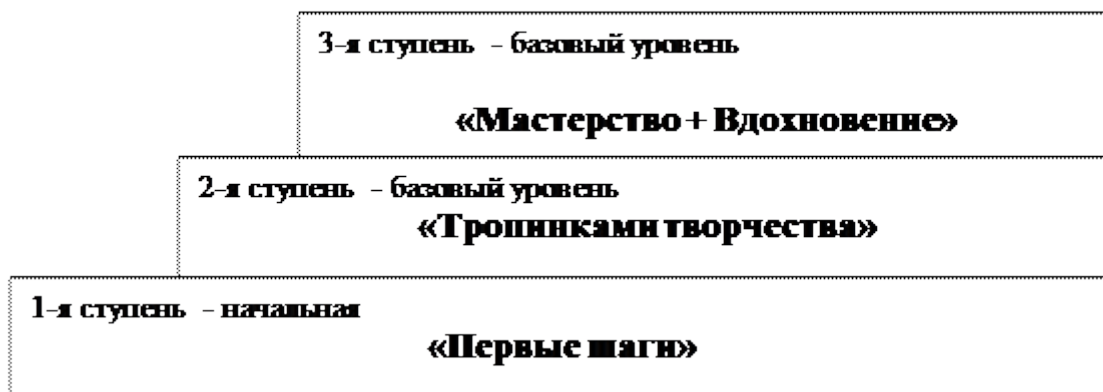 3-я ступень - базовый уровень
«Мастерство + Вдохновение»
2-я ступень - базовый уровень
«Тропинками творчества»
1-я ступень - начальная
«Первые шаги»